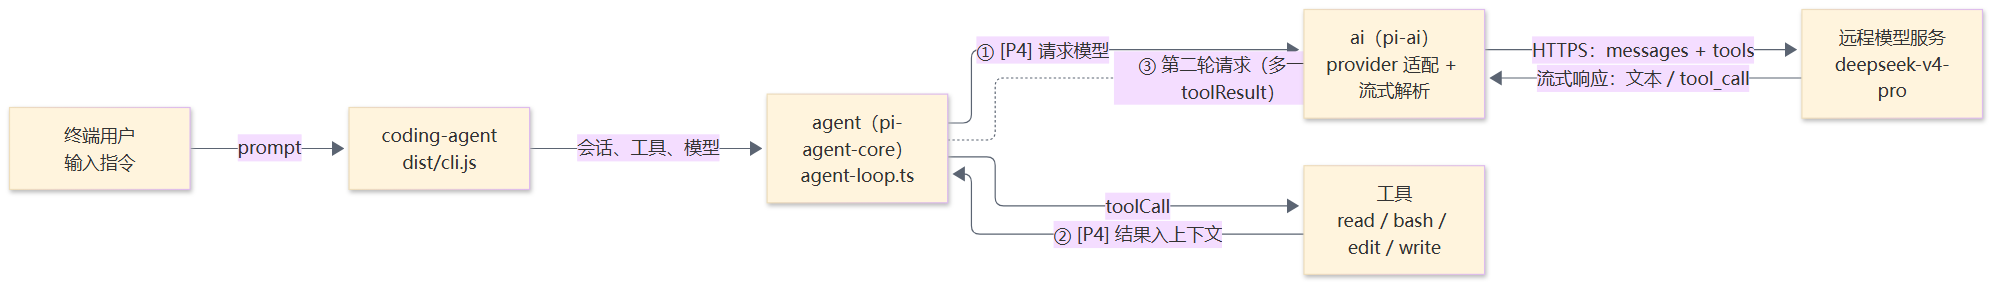 终端用户
输入指令
prompt
coding-agent
dist/cli.js
会话、工具、模型
agent（pi-
agent-core）
agent-loop.ts
① [P4] 请求模型
③ 第二轮请求（多一
toolResult）
toolCall
② [P4] 结果入上下文
ai（pi-ai）
provider 适配 +
流式解析
工具
read / bash /
edit / write
HTTPS：messages + tools
流式响应：文本 / tool_call
远程模型服务
deepseek-v4-
pro